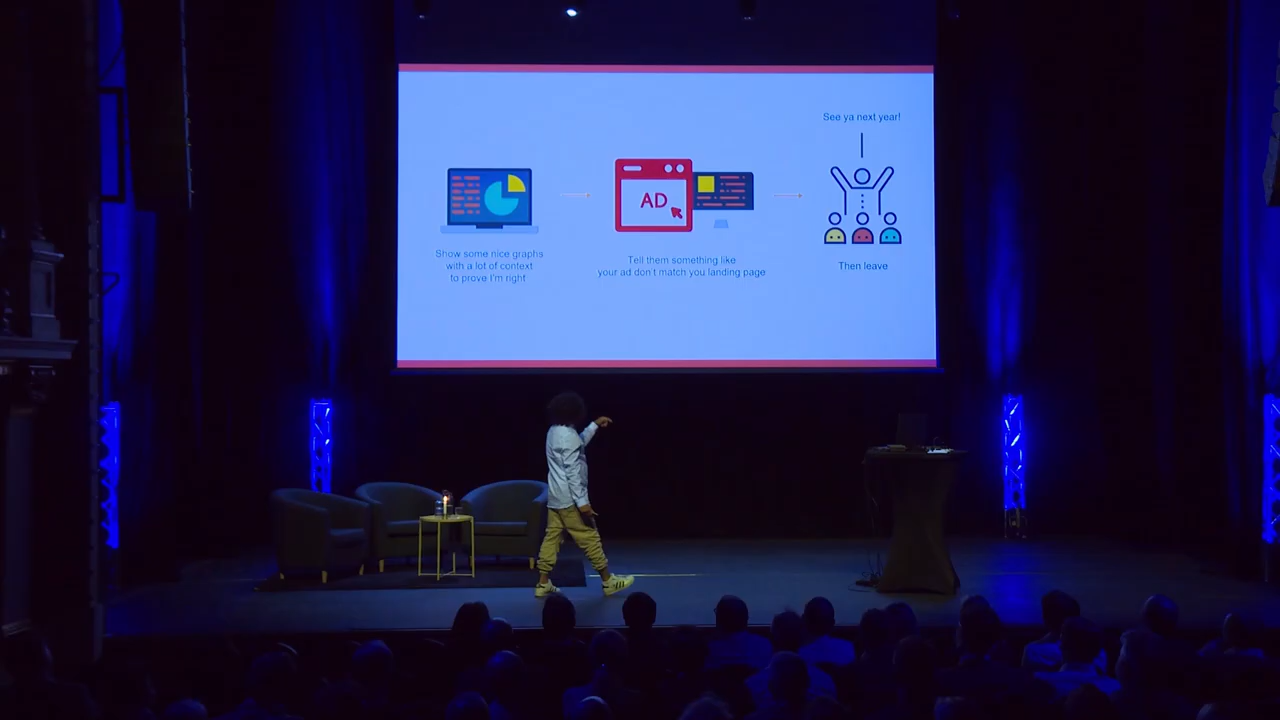 See ya next year!
AD
Show some nice graphs
with a lot of context
to prove I'm right
Tell them something like
your ad don't match you landing page
Then leave